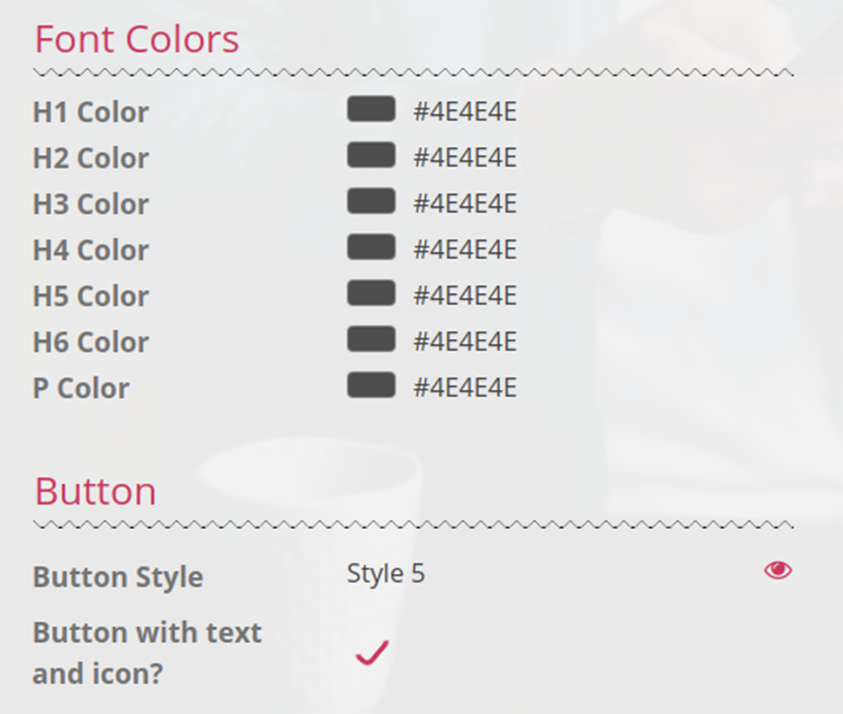 Font Colors
H1 Color #4E4E4E
H2 Color #4E4E4E
H3 Color #4E4E4E
H4 Color #4E4E4E
H5 Color #4E4E4E
H6 Color #4E4E4E
P Color #4E4E4E
Button
Button Style Style 5
Button with text
and icon?